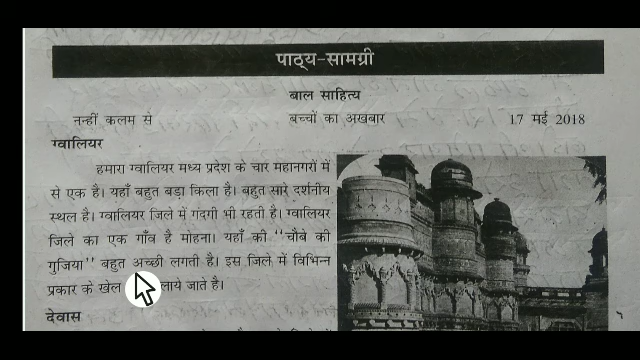 पाठ्य-सामग्री
बाल साहित्य
नन्हीं कलम से बच्चों का अखबार 17 मई 2018
ग्वालियर
हमारा ग्वालियर मध्य प्रदेश के चार महानगरों में
से एक है। यहाँ बहुत बड़ा किला है। बहुत सारे दर्शनीय
स्थल है। ग्वालियर जिले में गंदगी भी रहती है। ग्वालियर
जिले का एक गाँव है मोहना। यहाँ की "चौबे की
गुजिया" बहुत अच्छी लगती है। इस जिले में विभिन्न
प्रकार के खेल लाये जाते है।
देवास